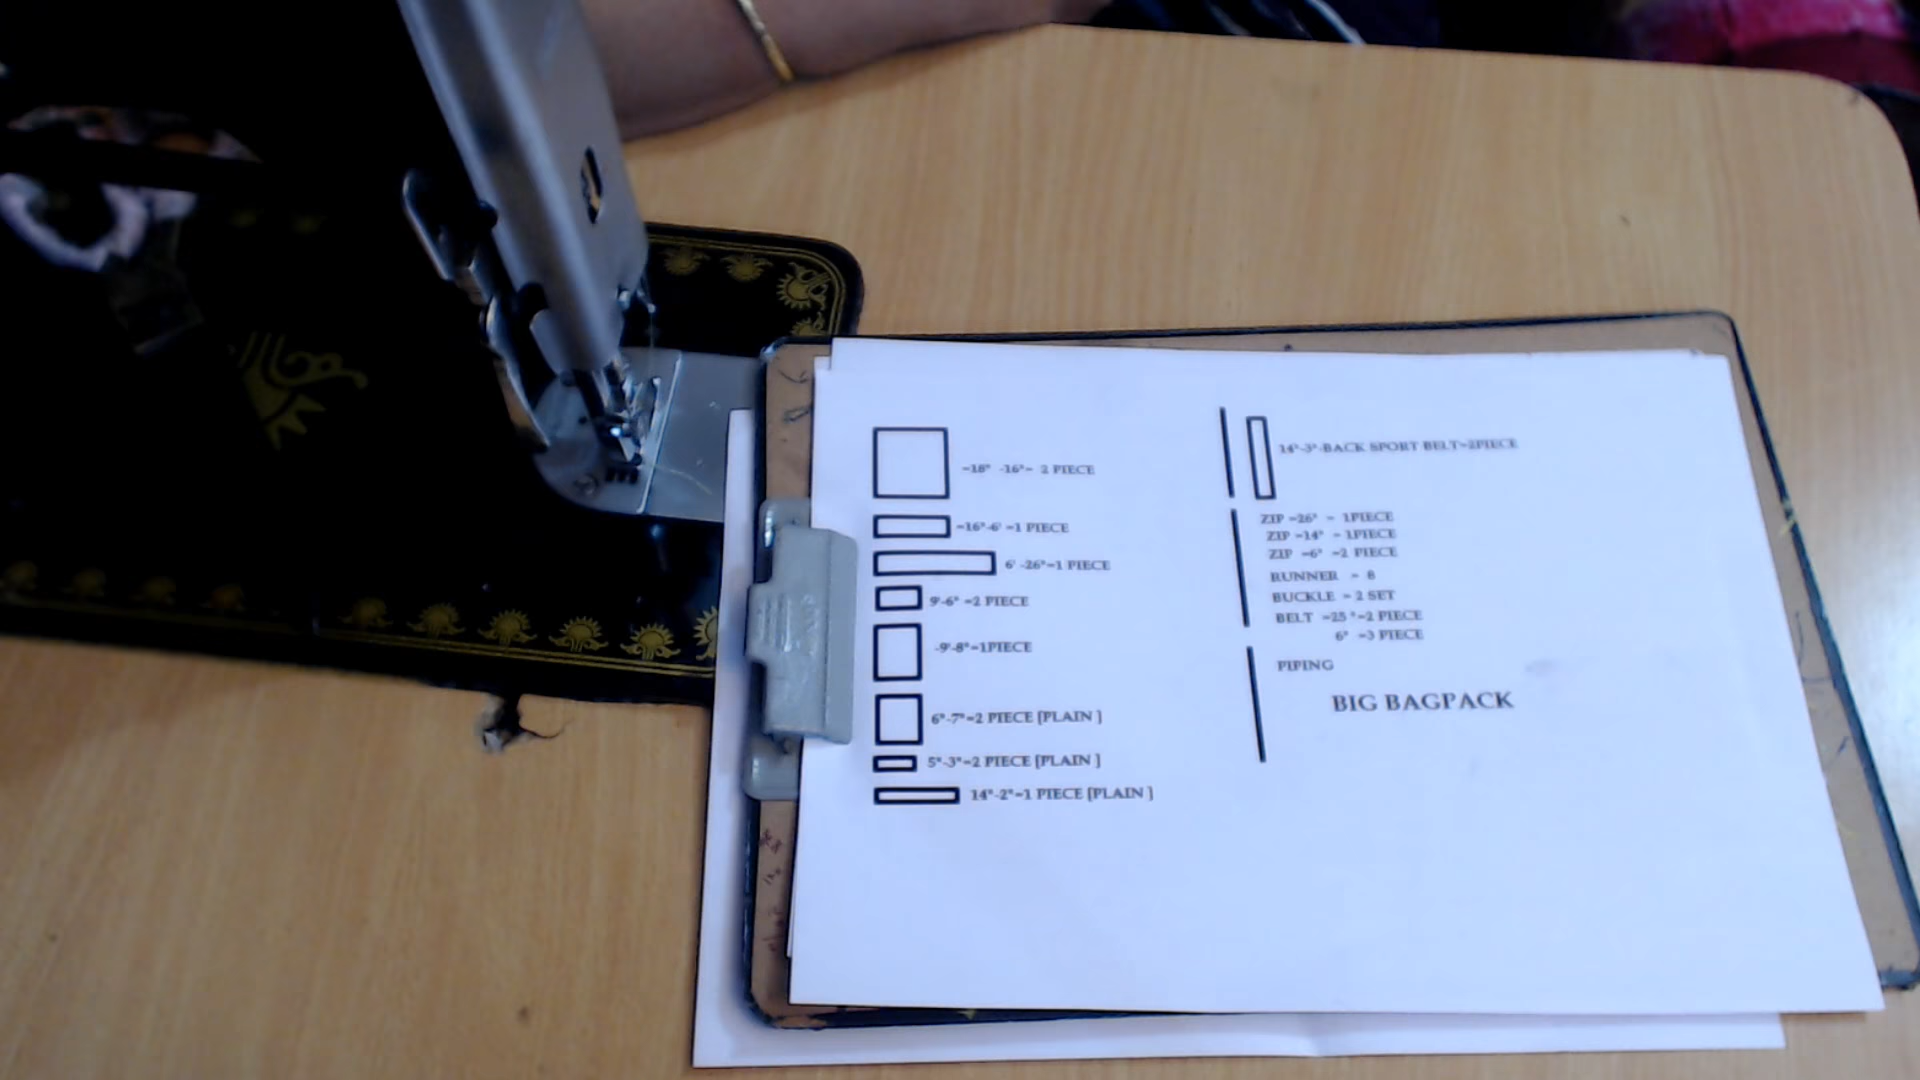 =18" -16"= 2 PIECE
=16"-6' =1 PIECE
6' -26"=1 PIECE
9'-6" =2 PIECE
-9'-8"=1PIECE
6"-7"=2 PIECE [PLAIN ]
5"-3"=2 PIECE [PLAIN ]
14"-2"=1 PIECE [PLAIN ]
14"-3"-BACK SPORT BELT=2PIECE
ZIP =26" = 1PIECE
ZIP =14" = 1PIECE
ZIP =6" =2 PIECE
RUNNER = 8
BUCKLE = 2 SET
BELT =25 "=2 PIECE
6" =3 PIECE
PIPING
BIG BAGPACK